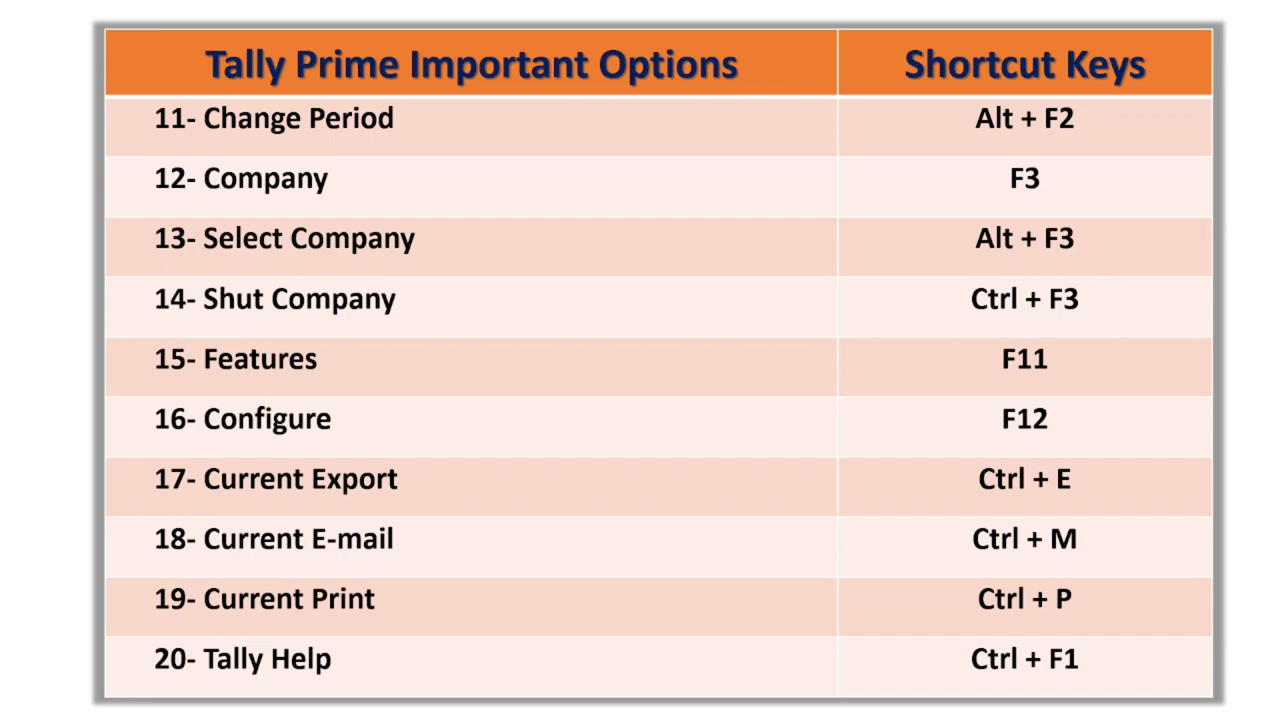 Tally Prime Important Options Shortcut Keys
11- Change Period Alt + F2
12- Company F3
13- Select Company Alt + F3
14- Shut Company Ctrl + F3
15- Features F11
16- Configure F12
17- Current Export Ctrl + E
18- Current E-mail Ctrl + M
19- Current Print Ctrl + P
20- Tally Help Ctrl + F1